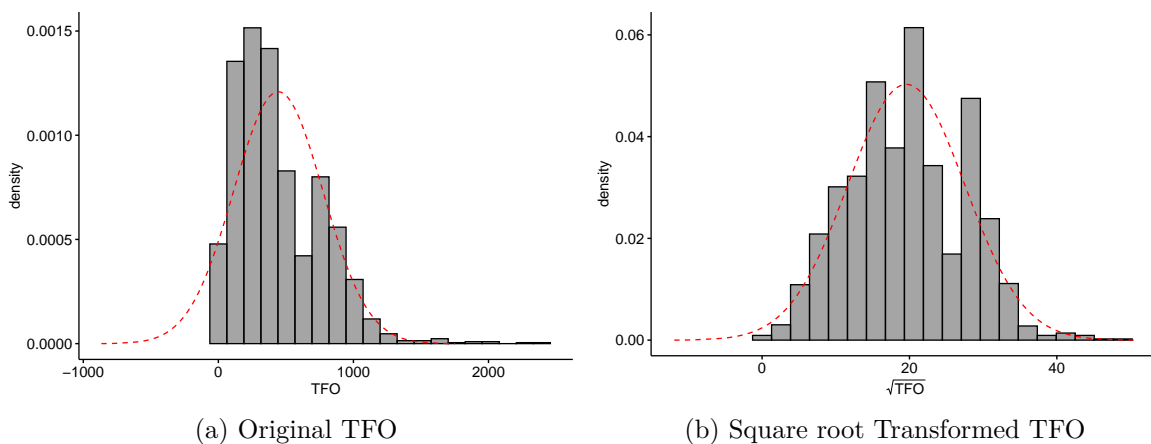 0.0015
0.0010
0.0005
0.0000
density
−1000
0
1000
2000
TFO
(a) Original TFO
0.06
0.04
0.02
0.00
density
0
20
40
√TFO
(b) Square root Transformed TFO